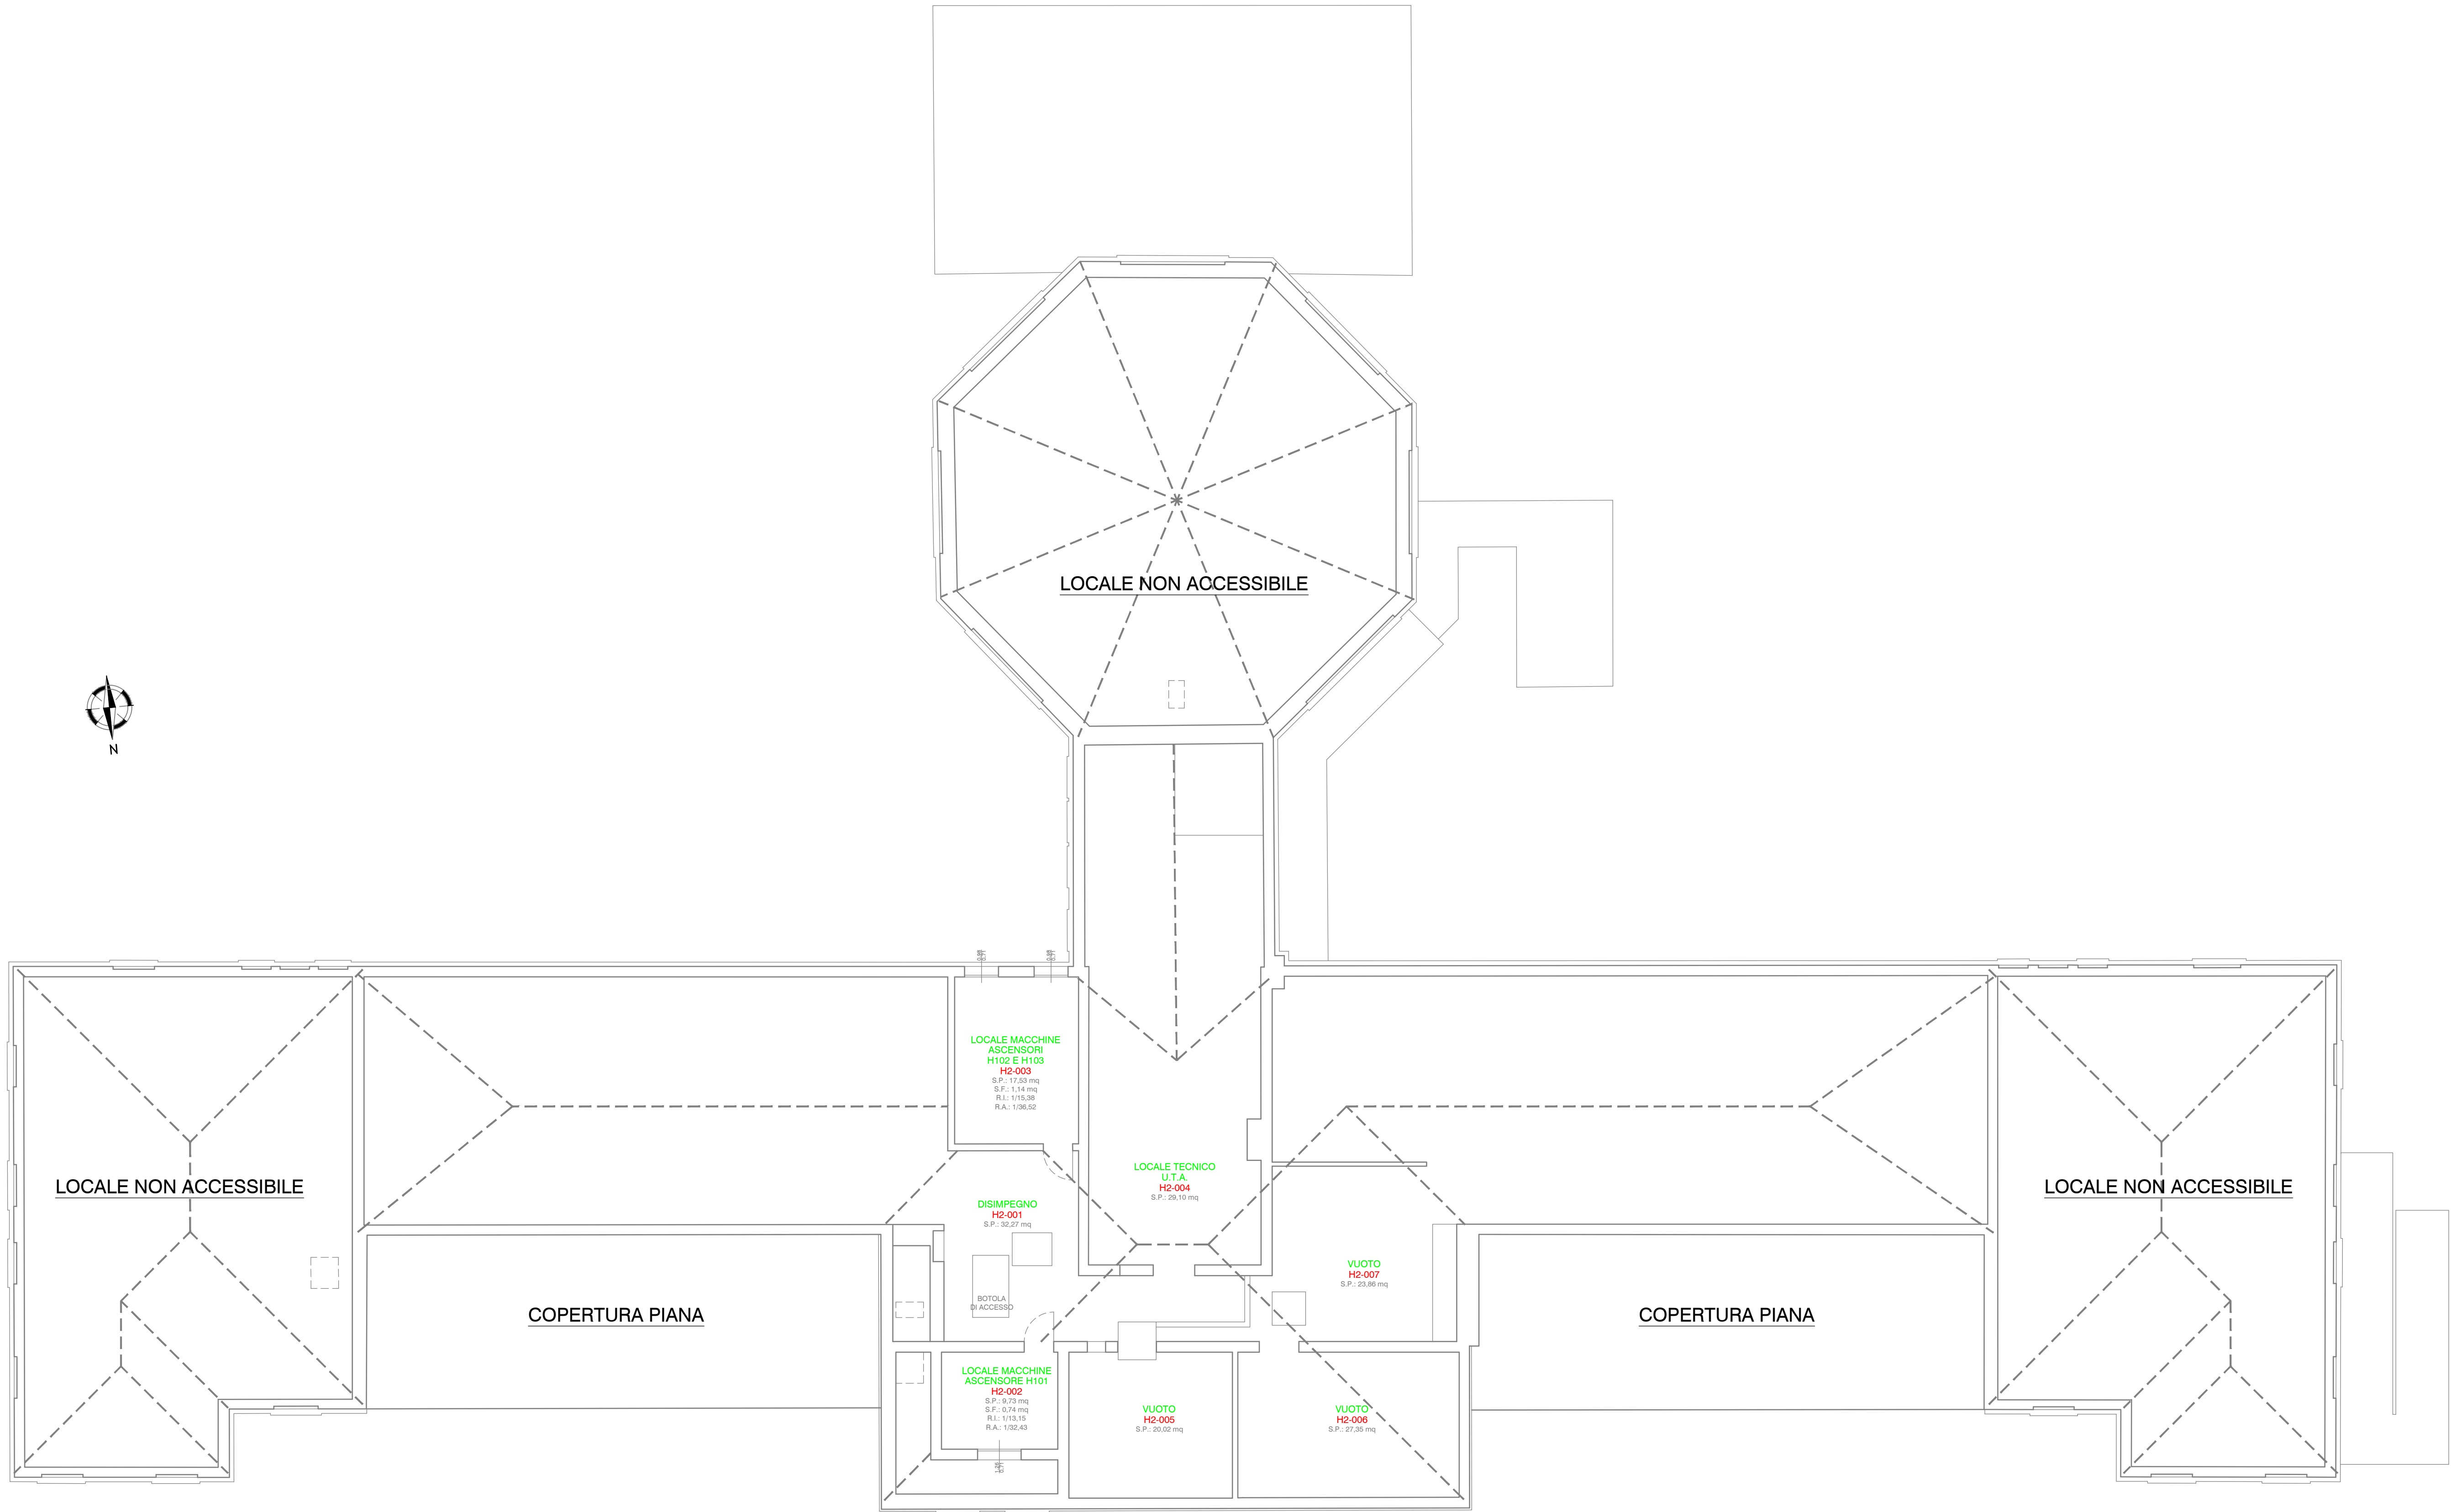 LOCALE NON ACCESSIBILE
N
LOCALE MACCHINE
ASCENSORI
H102 E H103
H2-003
S.P.: 17,53 mq
S.F.: 1,14 mq
R.I.: 1/15,38
R.A.: 1/36,52
LOCALE NON ACCESSIBILE
LOCALE TECNICO
U.T.A.
H2-004
S.P.: 29,10 mq
LOCALE NON ACCESSIBILE
DISIMPEGNO
H2-001
S.P.: 32,27 mq
VUOTO
H2-007
S.P.: 23,86 mq
BOTOLA
DI ACCESSO
COPERTURA PIANA
COPERTURA PIANA
LOCALE MACCHINE
ASCENSORE H101
H2-002
S.P.: 9,73 mq
S.F.: 0,74 mq
R.I.: 1/13,15
R.A.: 1/32,43
VUOTO
H2-005
S.P.: 20,02 mq
VUOTO
H2-006
S.P.: 27,35 mq